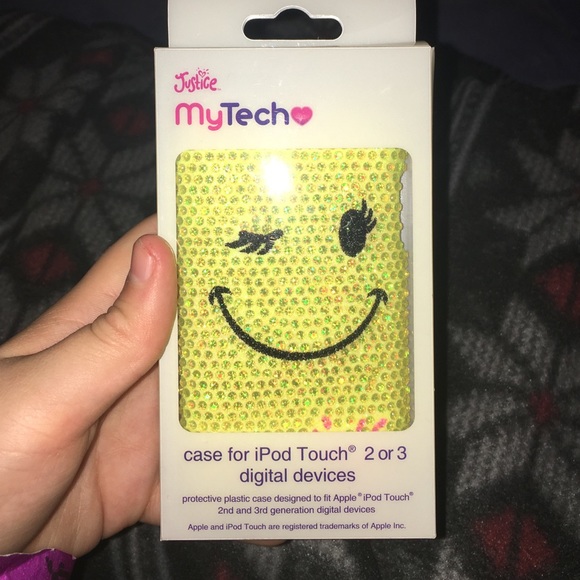 Justice
MyTech
case for iPod Touch® 2 or 3
digital devices
protective plastic case designed to fit Apple® iPod Touch®
2nd and 3rd generation digital devices
Apple and iPod Touch are registered trademarks of Apple Inc.